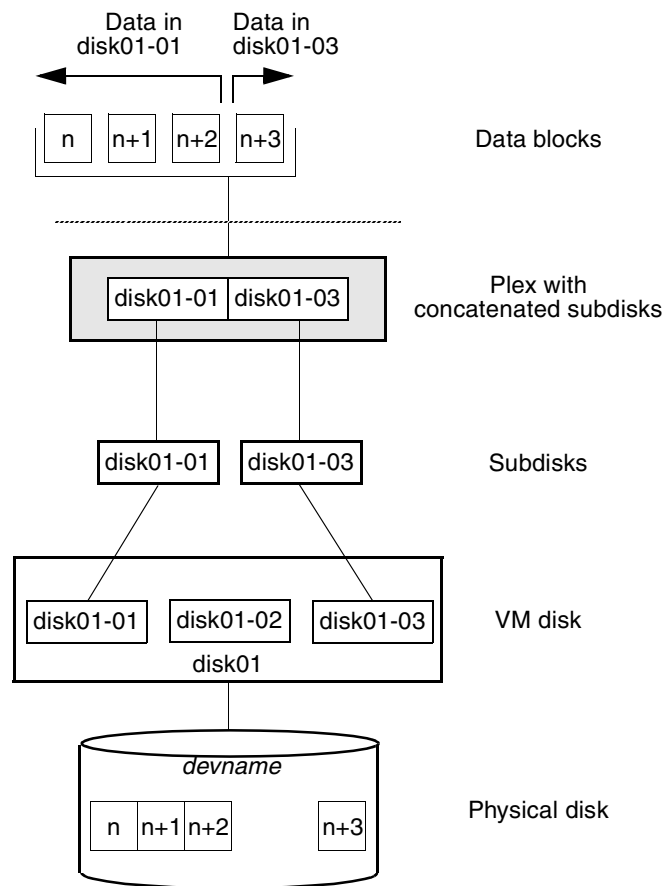 Data in
disk01-01
Data in
disk01-03
n
n+1
n+2
n+3
Data blocks
disk01-01
disk01-03
Plex with
concatenated subdisks
disk01-01
disk01-03
Subdisks
disk01-01
disk01-02
disk01-03
disk01
VM disk
devname
n
n+1
n+2
n+3
Physical disk